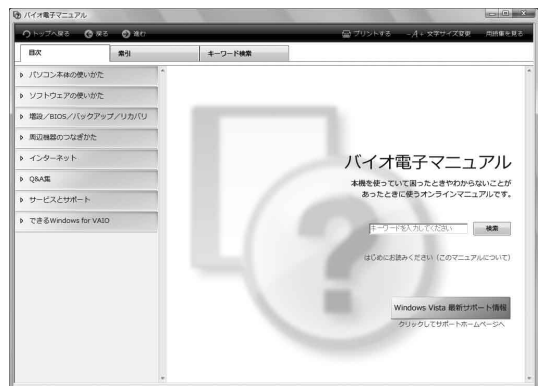 バイオ電子マニュアル
トップへ戻る 戻る 進む プリントする -A+ 文字サイズ変更 用語集を見る
目次 索引 キーワード検索
パソコン本体の使いかた
ソフトウェアの使いかた
増設／BIOS／バックアップ／リカバリ
周辺機器のつなぎかた
インターネット
Q&A集
サービスとサポート
できるWindows for VAIO
バイオ電子マニュアル
本機を使っていて困ったときやわからないことが
あったときに使うオンラインマニュアルです。
キーワードを入力してください 検索
はじめにお読みください（このマニュアルについて）
Windows Vista 最新サポート情報
クリックしてサポートホームページへ